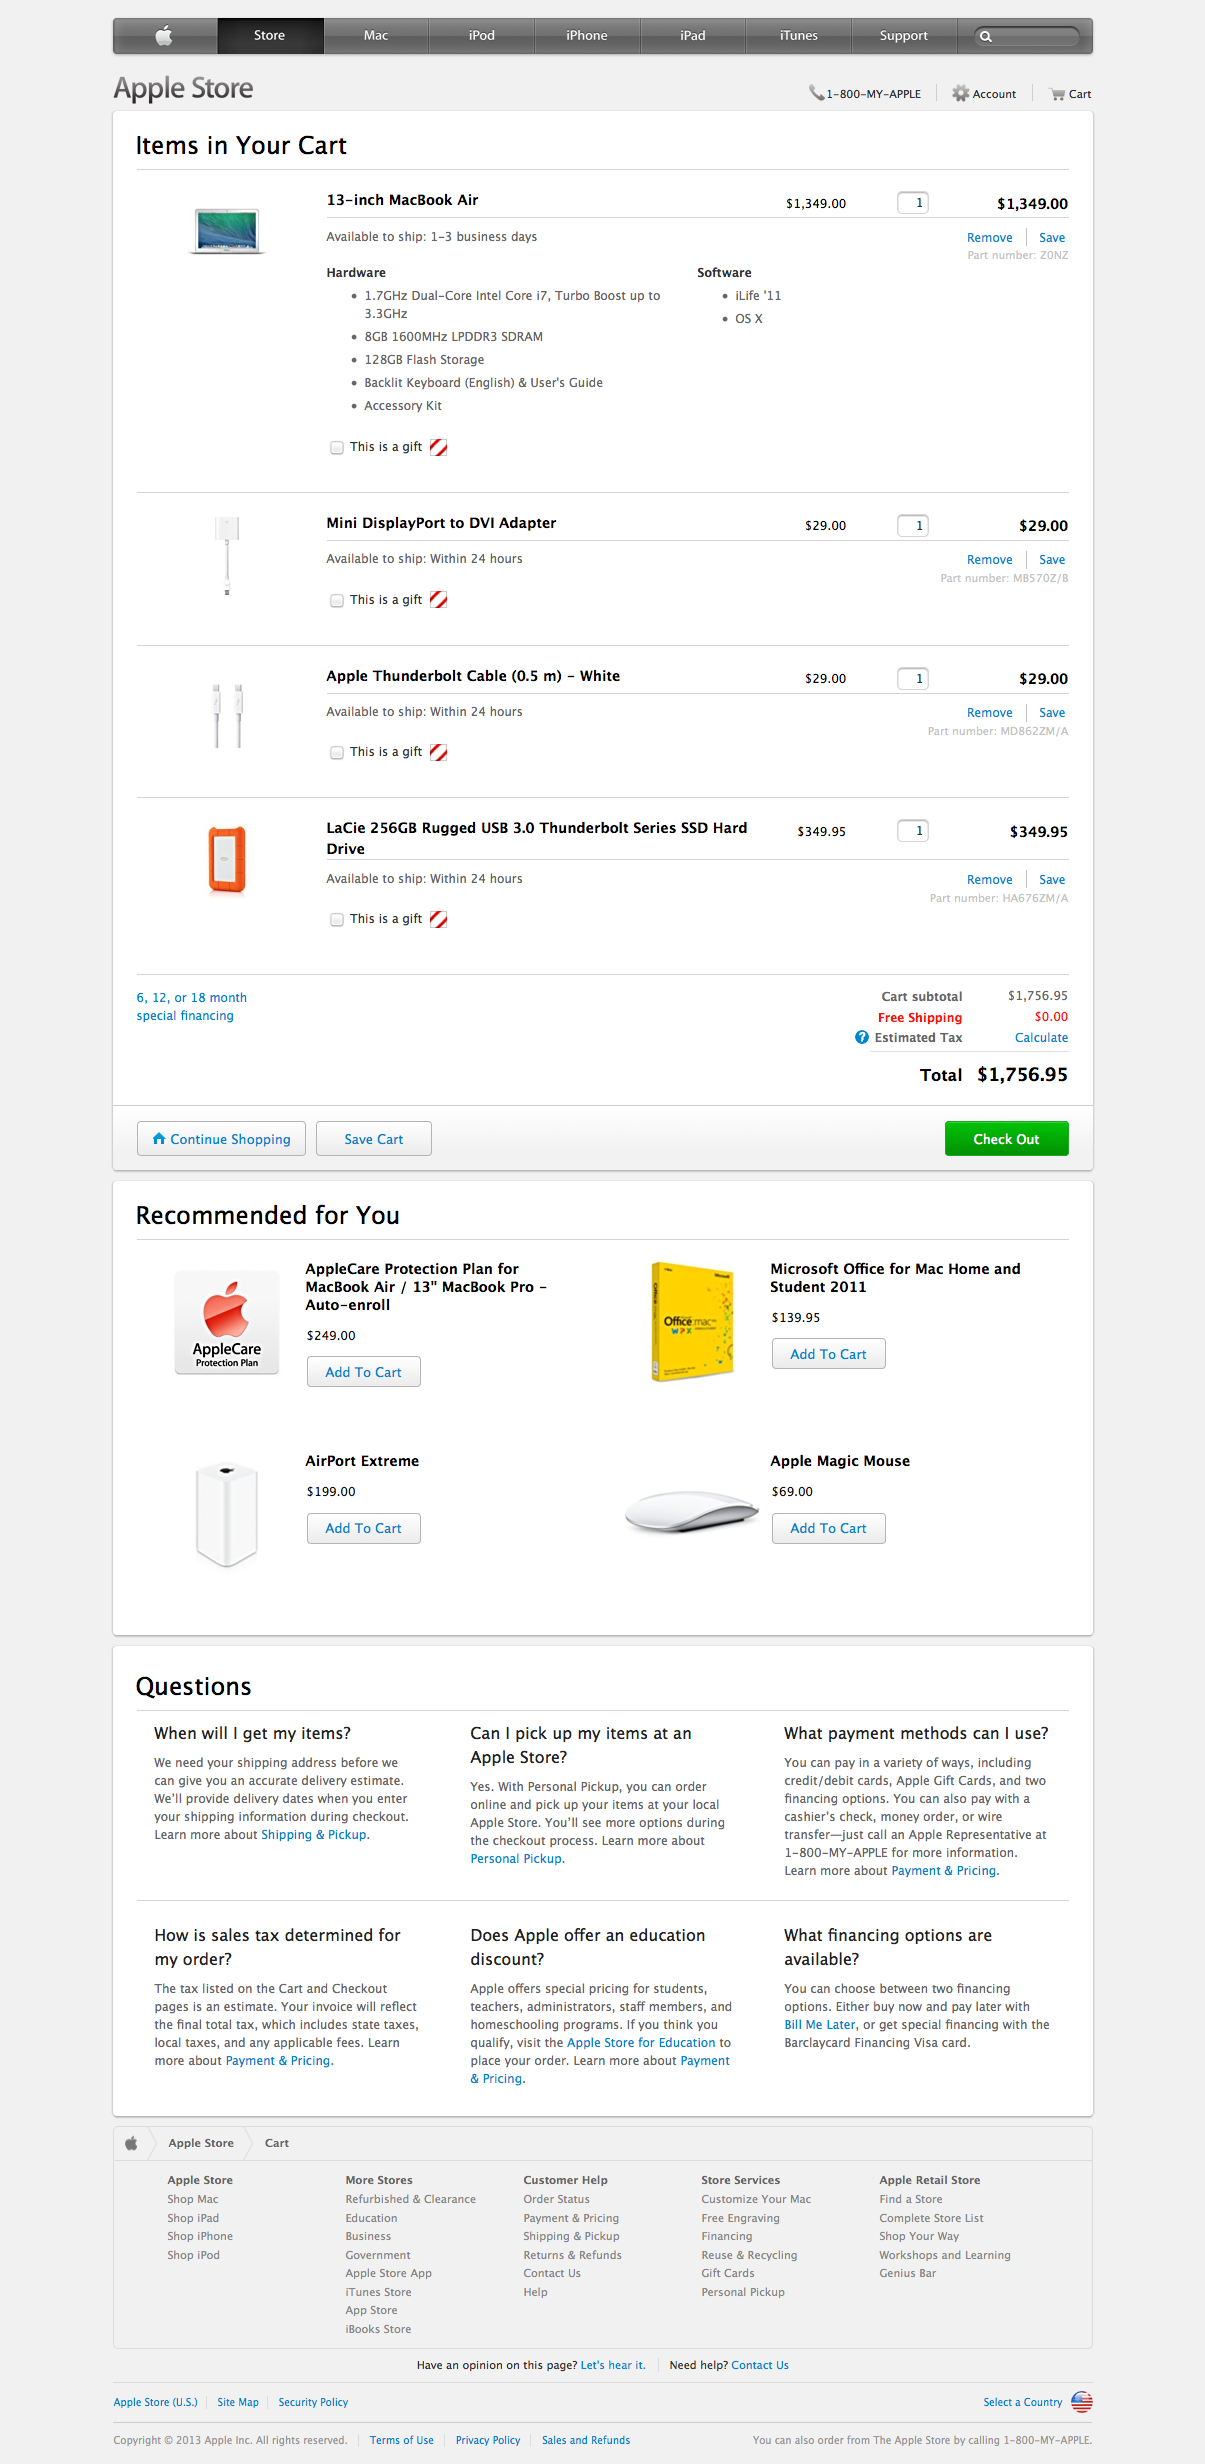 Store Mac iPod iPhone iPad iTunes Support
Apple Store
1-800-MY-APPLE Account Cart
Items in Your Cart
13-inch MacBook Air $1,349.00 1 $1,349.00
Available to ship: 1-3 business days Remove Save
Part number: Z0NZ
Hardware Software
1.7GHz Dual-Core Intel Core i7, Turbo Boost up to
3.3GHz
8GB 1600MHz LPDDR3 SDRAM
128GB Flash Storage
Backlit Keyboard (English) & User's Guide
Accessory Kit
iLife '11
OS X
This is a gift
Mini DisplayPort to DVI Adapter $29.00 1 $29.00
Available to ship: Within 24 hours Remove Save
Part number: MB570Z/B
This is a gift
Apple Thunderbolt Cable (0.5 m) - White $29.00 1 $29.00
Available to ship: Within 24 hours Remove Save
Part number: MD862ZM/A
This is a gift
LaCie 256GB Rugged USB 3.0 Thunderbolt Series SSD Hard
Drive
$349.95 1 $349.95
Available to ship: Within 24 hours Remove Save
Part number: HA676ZM/A
This is a gift
6, 12, or 18 month
special financing
Cart subtotal $1,756.95
Free Shipping $0.00
? Estimated Tax Calculate
Total $1,756.95
Continue Shopping Save Cart Check Out
Recommended for You
AppleCare
Protection Plan
AppleCare Protection Plan for
MacBook Air / 13" MacBook Pro -
Auto-enroll
$249.00
Add To Cart
Office:mac
Microsoft Office for Mac Home and
Student 2011
$139.95
Add To Cart
AirPort Extreme
$199.00
Add To Cart
Apple Magic Mouse
$69.00
Add To Cart
Questions
When will I get my items?
We need your shipping address before we
can give you an accurate delivery estimate.
We'll provide delivery dates when you enter
your shipping information during checkout.
Learn more about Shipping & Pickup.
Can I pick up my items at an
Apple Store?
Yes. With Personal Pickup, you can order
online and pick up your items at your local
Apple Store. You'll see more options during
the checkout process. Learn more about
Personal Pickup.
What payment methods can I use?
You can pay in a variety of ways, including
credit/debit cards, Apple Gift Cards, and two
financing options. You can also pay with a
cashier's check, money order, or wire
transfer—just call an Apple Representative at
1-800-MY-APPLE for more information.
Learn more about Payment & Pricing.
How is sales tax determined for
my order?
The tax listed on the Cart and Checkout
pages is an estimate. Your invoice will reflect
the final total tax, which includes state taxes,
local taxes, and any applicable fees. Learn
more about Payment & Pricing.
Does Apple offer an education
discount?
Apple offers special pricing for students,
teachers, administrators, staff members, and
homeschooling programs. If you think you
qualify, visit the Apple Store for Education to
place your order. Learn more about Payment
& Pricing.
What financing options are
available?
You can choose between two financing
options. Either buy now and pay later with
Bill Me Later, or get special financing with the
Barclaycard Financing Visa card.
Apple Store Cart
Apple Store
Shop Mac
Shop iPad
Shop iPhone
Shop iPod
More Stores
Refurbished & Clearance
Education
Business
Government
Apple Store App
iTunes Store
App Store
iBooks Store
Customer Help
Order Status
Payment & Pricing
Shipping & Pickup
Returns & Refunds
Contact Us
Help
Store Services
Customize Your Mac
Free Engraving
Financing
Reuse & Recycling
Gift Cards
Personal Pickup
Apple Retail Store
Find a Store
Complete Store List
Shop Your Way
Workshops and Learning
Genius Bar
Have an opinion on this page? Let's hear it. Need help? Contact Us
Apple Store (U.S.) Site Map Security Policy Select a Country
Copyright © 2013 Apple Inc. All rights reserved. Terms of Use Privacy Policy Sales and Refunds You can also order from The Apple Store by calling 1-800-MY-APPLE.